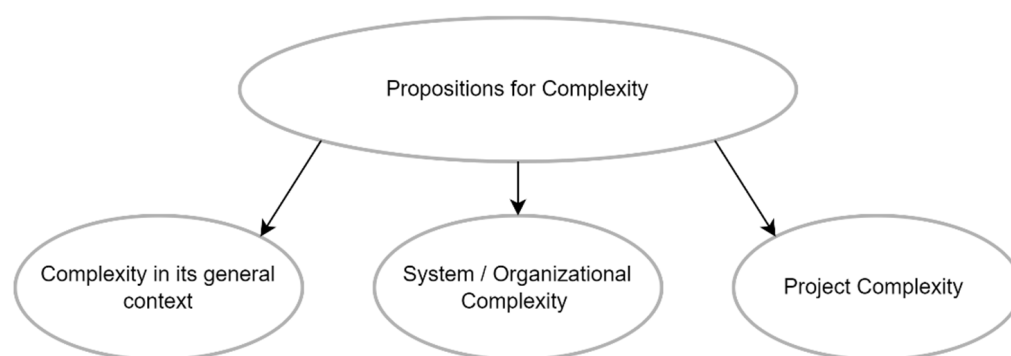 Propositions for Complexity
Complexity in its general
context
System / Organizational
Complexity
Project Complexity